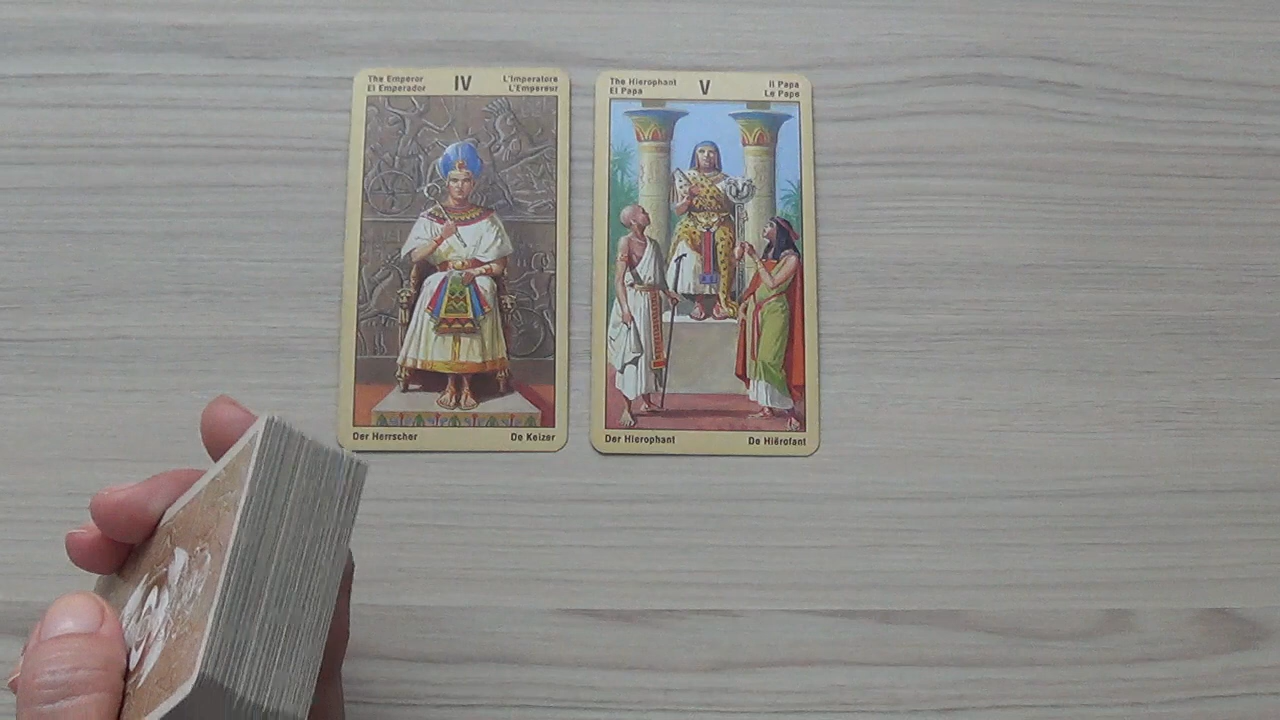 The Emperor IV L'Imperatore
El Emperador L'Empereur
Der Herrscher De Keizer
The Hierophant V Il Papa
El Papa Le Pape
Der Hierophant De Hiërofant